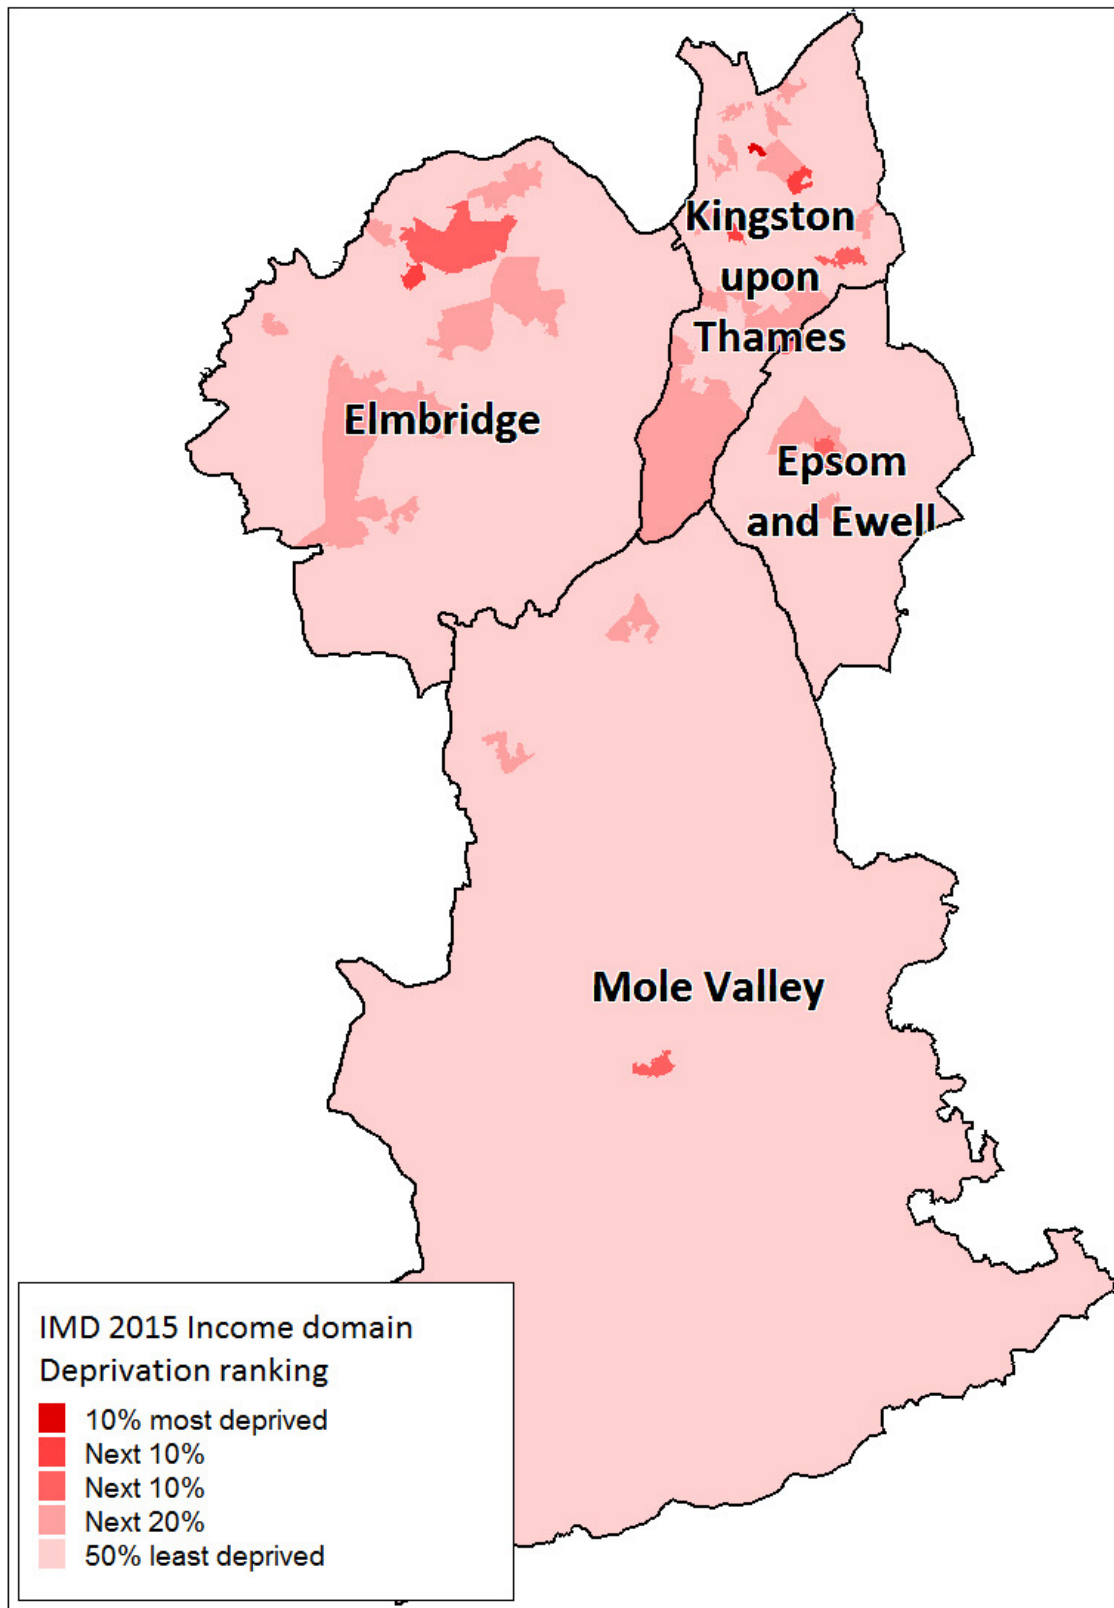 Kingston
upon
Thames
Elmbridge
Epsom
and Ewell
Mole Valley
IMD 2015 Income domain
Deprivation ranking
10% most deprived
Next 10%
Next 10%
Next 20%
50% least deprived